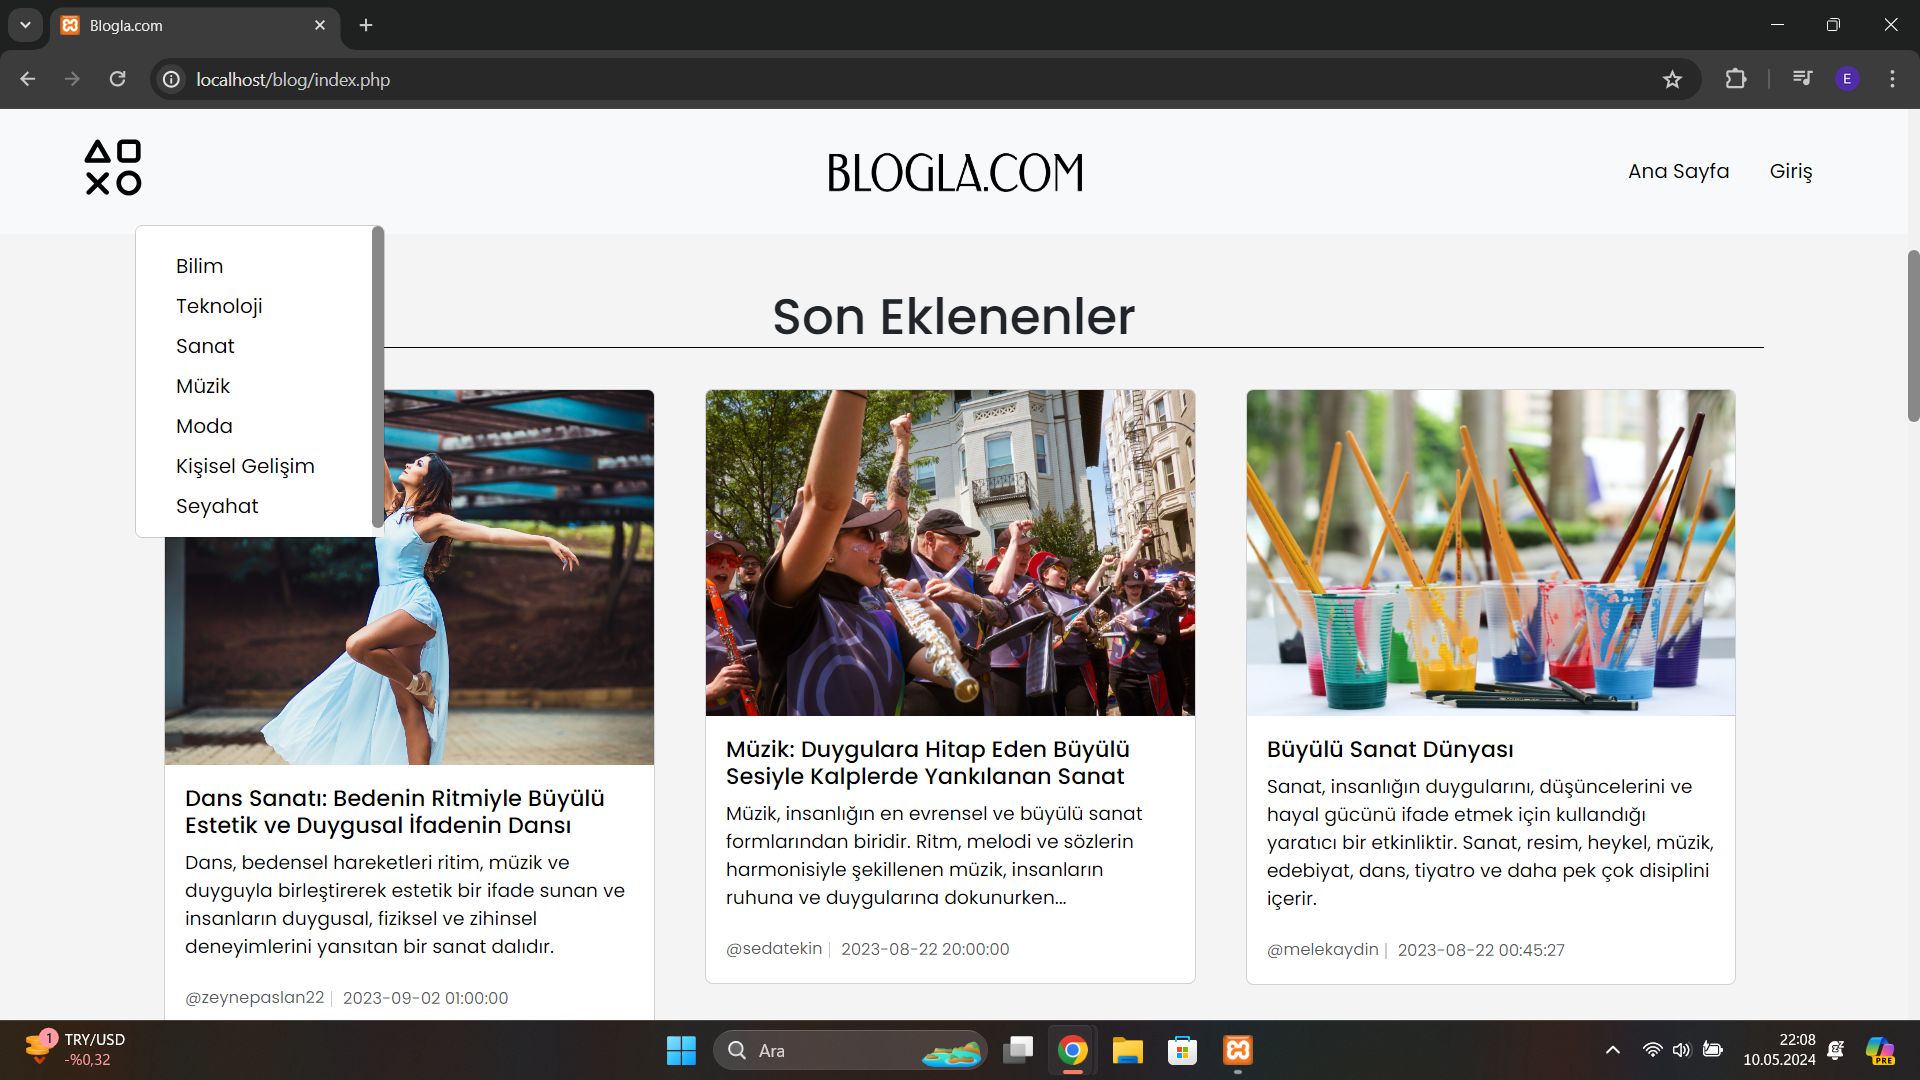 Blogla.com
localhost/blog/index.php
E
BLOGLA.COM
Ana Sayfa
Giriş
Bilim
Teknoloji
Sanat
Müzik
Moda
Kişisel Gelişim
Seyahat
Son Eklenenler
Dans Sanatı: Bedenin Ritmiyle Büyülü
Estetik ve Duygusal İfadenin Dansı
Dans, bedensel hareketleri ritim, müzik ve
duyguyla birleştirerek estetik bir ifade sunan ve
insanların duygusal, fiziksel ve zihinsel
deneyimlerini yansıtan bir sanat dalıdır.
@zeynepaslan22 | 2023-09-02 01:00:00
Müzik: Duygulara Hitap Eden Büyülü
Sesiyle Kalplerde Yankılanan Sanat
Müzik, insanlığın en evrensel ve büyülü sanat
formlarından biridir. Ritm, melodi ve sözlerin
harmonisiyle şekillenen müzik, insanların
ruhuna ve duygularına dokunurken...
@sedatekin | 2023-08-22 20:00:00
Büyülü Sanat Dünyası
Sanat, insanlığın duygularını, düşüncelerini ve
hayal gücünü ifade etmek için kullandığı
yaratıcı bir etkinliktir. Sanat, resim, heykel, müzik,
edebiyat, dans, tiyatro ve daha pek çok disiplini
içerir.
@melekaydin | 2023-08-22 00:45:27
1
TRY/USD
-%0,32
Ara
22:08
10.05.2024
PRE